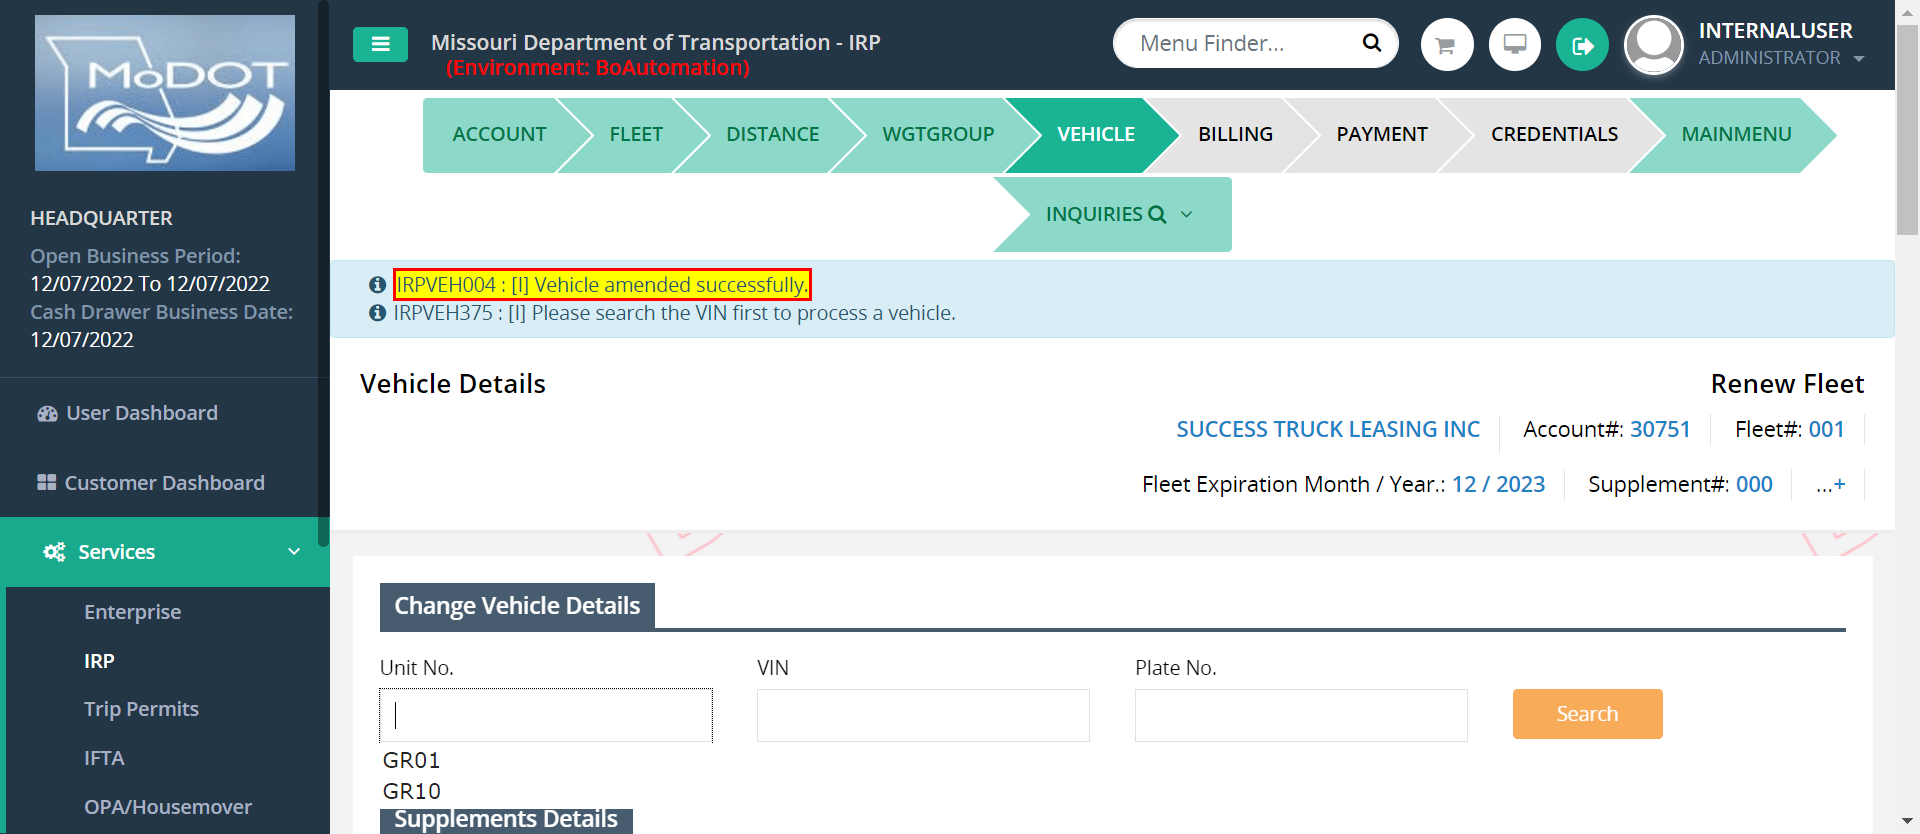 MoDOT
Missouri Department of Transportation - IRP
(Environment: BoAutomation)
Menu Finder...
INTERNALUSER
ADMINISTRATOR
HEADQUARTER
Open Business Period:
12/07/2022 To 12/07/2022
Cash Drawer Business Date:
12/07/2022
User Dashboard
Customer Dashboard
Services
Enterprise
IRP
Trip Permits
IFTA
OPA/Housemover
ACCOUNT FLEET DISTANCE WGTGROUP VEHICLE BILLING PAYMENT CREDENTIALS MAINMENU
INQUIRIES
IRPVEH004 : [I] Vehicle amended successfully.
IRPVEH375 : [I] Please search the VIN first to process a vehicle.
Vehicle Details
Renew Fleet
SUCCESS TRUCK LEASING INC Account#: 30751 Fleet#: 001
Fleet Expiration Month / Year.: 12 / 2023 Supplement#: 000 ...+
Change Vehicle Details
Unit No. VIN Plate No.
Search
GR01
GR10
Supplements Details